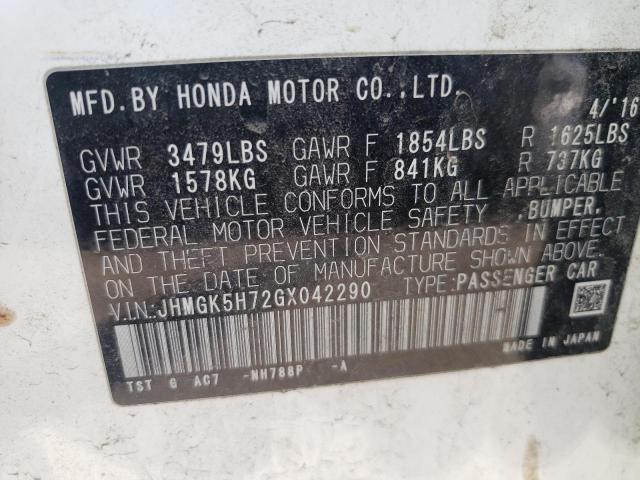 MFD.BY HONDA MOTOR CO.,LTD. 4/'16
GVWR 3479LBS GAWR F 1854LBS R 1625LBS
GVWR 1578KG GAWR F 841KG R 737KG
THIS VEHICLE CONFORMS TO ALL APPLICABLE
FEDERAL MOTOR VEHICLE SAFETY, BUMPER,
AND THEFT PREVENTION STANDARDS IN EFFECT
ON THE DATE OF MANUFACTURE SHOWN ABOVE.
VIN:JHMGK5H72GX042290 TYPE:PASSENGER CAR
MADE IN JAPAN
TST G AC7 -NH788P -A